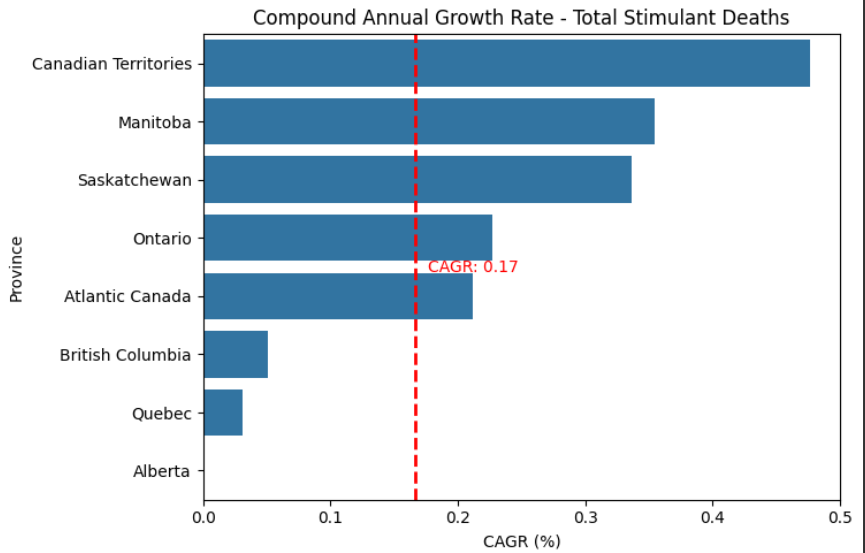 Compound Annual Growth Rate - Total Stimulant Deaths
Province
Canadian Territories
Manitoba
Saskatchewan
Ontario
CAGR: 0.17
Atlantic Canada
British Columbia
Quebec
Alberta
0.0 0.1 0.2 0.3 0.4 0.5
CAGR (%)